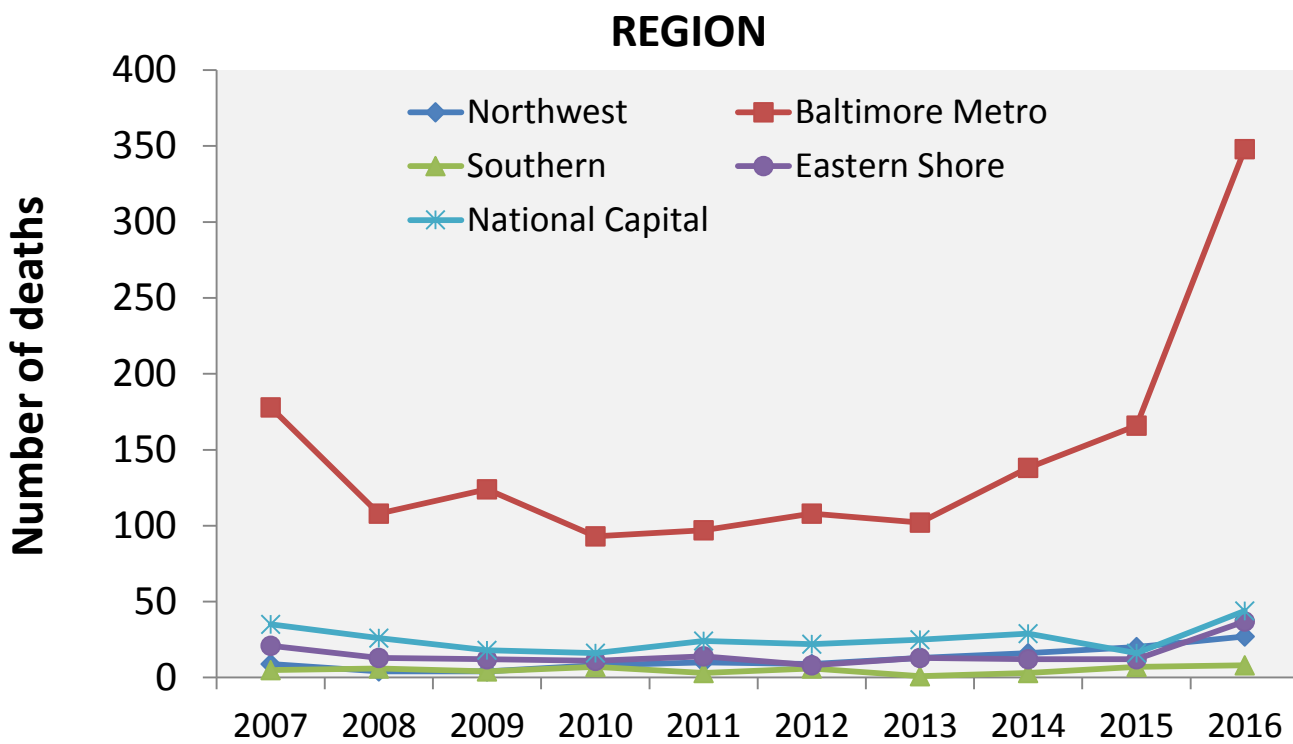 REGION
Number of deaths
400
350
300
250
200
150
100
50
0
Northwest Baltimore Metro
Southern Eastern Shore
National Capital
2007 2008 2009 2010 2011 2012 2013 2014 2015 2016